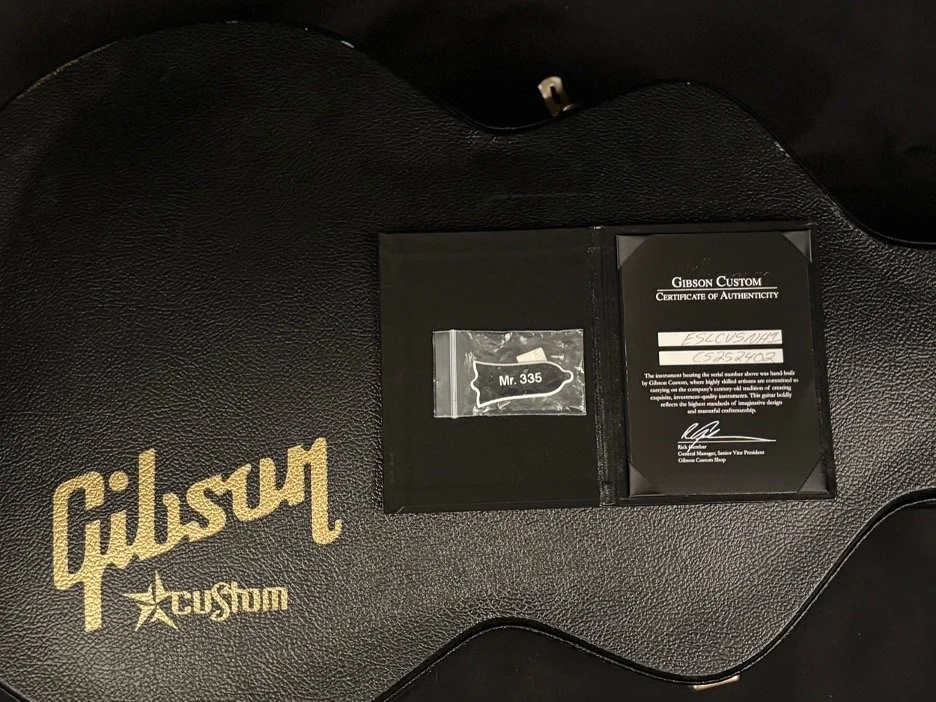 Gibson
custom
Mr. 335
GIBSON CUSTOM
CERTIFICATE OF AUTHENTICITY
ESLCVSNH1
CS252402
The instrument bearing the serial number above was hand-built
by Gibson Custom, where highly skilled artisans are committed to
carrying on the company's century-old tradition of creating
exquisite, investment-quality instruments. This guitar boldly
reflects the highest standards of imaginative design
and masterful craftsmanship.
Rick Gembar
General Manager, Senior Vice President
Gibson Custom Shop